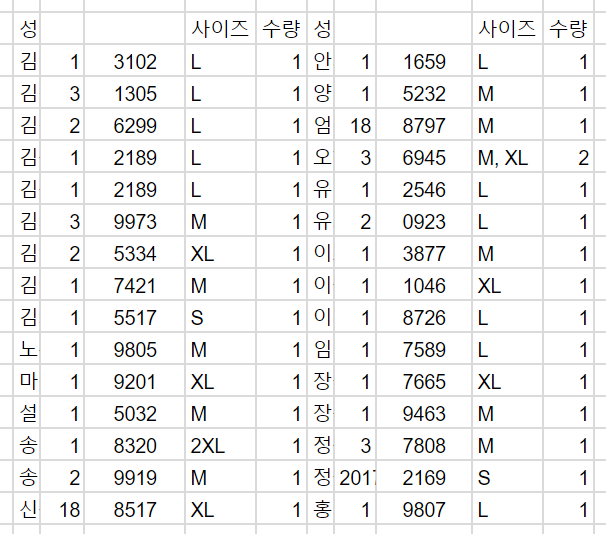 성 사이즈 수량 성 사이즈 수량
김 1 3102 L 1 안 1 1659 L 1
김 3 1305 L 1 양 1 5232 M 1
김 2 6299 L 1 엄 18 8797 M 1
김 1 2189 L 1 오 3 6945 M, XL 2
김 1 2189 L 1 유 1 2546 L 1
김 3 9973 M 1 유 2 0923 L 1
김 2 5334 XL 1 이 1 3877 M 1
김 1 7421 M 1 이 1 1046 XL 1
김 1 5517 S 1 이 1 8726 L 1
노 1 9805 M 1 임 1 7589 L 1
마 1 9201 XL 1 장 1 7665 XL 1
설 1 5032 M 1 장 1 9463 M 1
송 1 8320 2XL 1 정 3 7808 M 1
송 2 9919 M 1 정 2017 2169 S 1
신 18 8517 XL 1 홍 1 9807 L 1